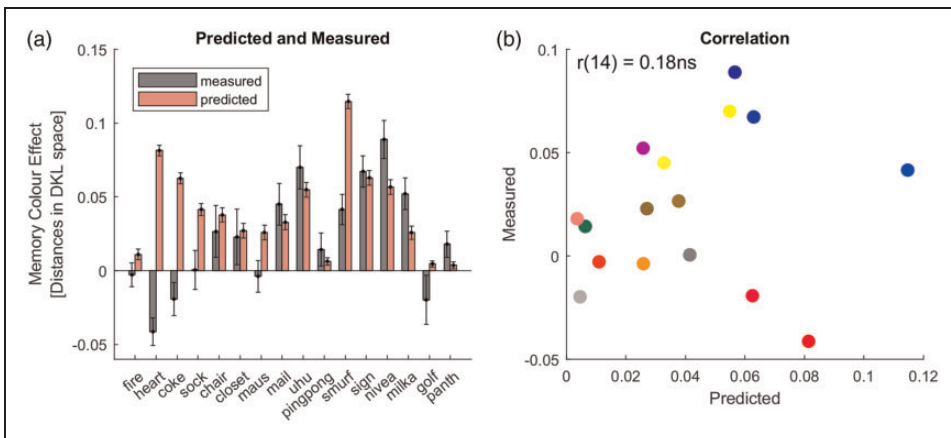 (a)
Predicted and Measured
0.15
0.1
0.05
0
-0.05
Memory Colour Effect
[Distances in DKL space]
measured
predicted
fire
heart
coke
sock
chair
closet
maus
mail
uhu
pingpong
smurf
sign
nivea
milka
golf
panth
(b)
Correlation
r(14) = 0.18ns
0.1
0.05
0
-0.05
Measured
0
0.02
0.04
0.06
0.08
0.1
0.12
Predicted